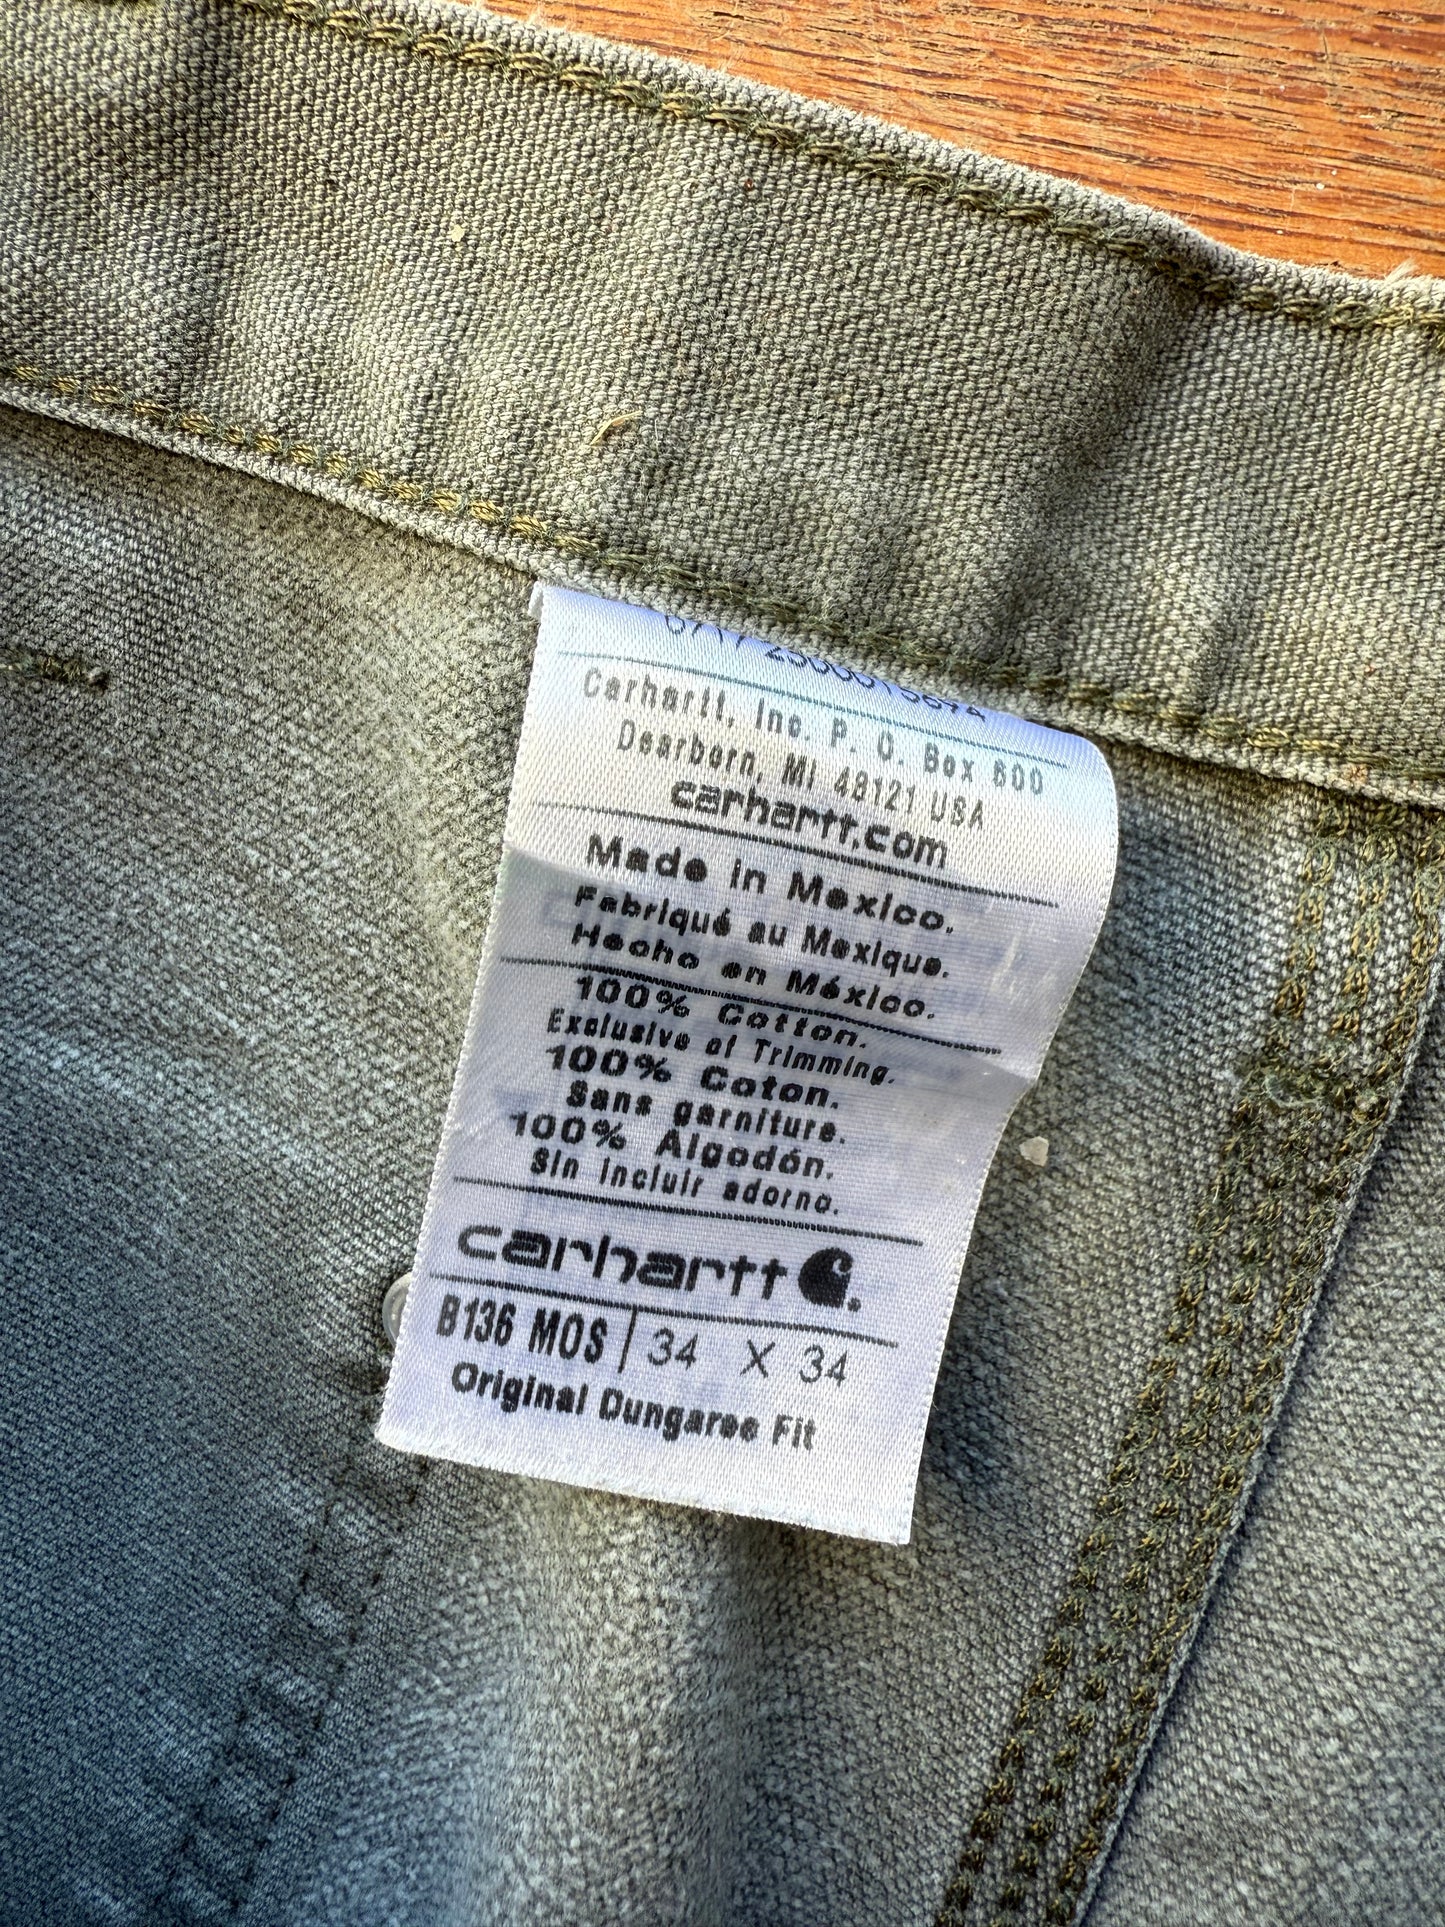 Carhartt, Inc. P. O. Box 600
Dearborn, MI 48121 USA
carhartt.com
Made in Mexico.
Fabriqué au Mexique.
Hecho en México.
100% Cotton.
Exclusive of Trimming.
100% Coton.
Sans garniture.
100% Algodón.
Sin incluir adorno.
carhartt
B136 MOS | 34 X 34
Original Dungaree Fit